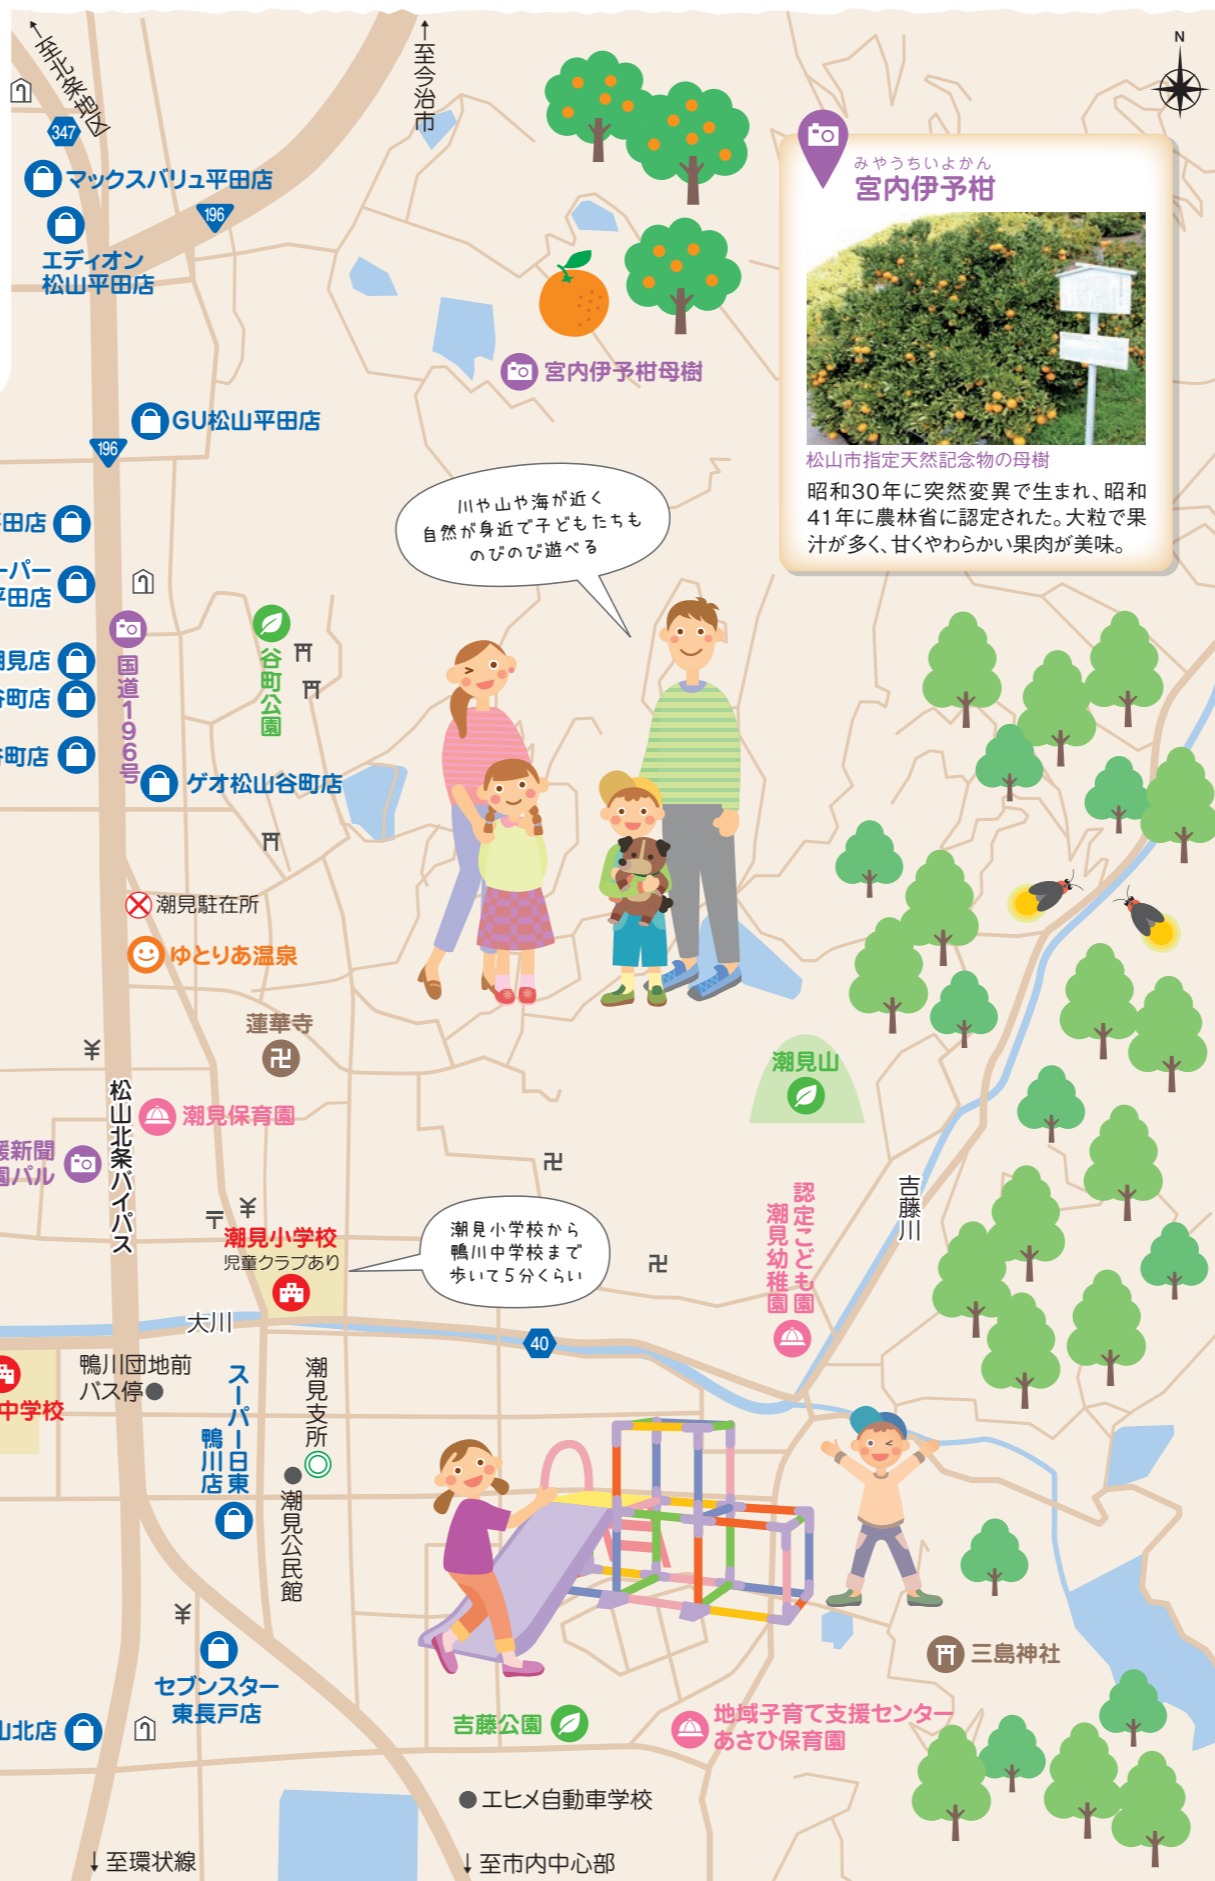 ↑至北条地区
↑至今治市
N
347
マックスバリュ平田店
196
エディオン
松山平田店
みやうちいよかん
宮内伊予柑
松山市指定天然記念物の母樹
昭和30年に突然変異で生まれ、昭和
41年に農林省に認定された。大粒で果
汁が多く、甘くやわらかい果肉が美味。
宮内伊予柑母樹
GU松山平田店
196
川や山や海が近く
自然が身近で子どもたちも
のびのび遊べる
田店
ーパー
平田店
国道196号
谷町公園
見店
町店
町店
ゲオ松山谷町店
潮見駐在所
ゆとりあ温泉
蓮華寺
卍
潮見山
松山北条バイパス
潮見保育園
新聞
園パル
卍
吉藤川
認定こども園
潮見幼稚園
〒
潮見小学校
児童クラブあり
潮見小学校から
鴨川中学校まで
歩いて5分くらい
卍
大川
40
中学校
鴨川団地前
バス停●
スーパー日東
鴨川店
潮見支所
潮見公民館
三島神社
セブンスター
東長戸店
山北店
吉藤公園
地域子育て支援センター
あさひ保育園
●エヒメ自動車学校
↓至環状線
↓至市内中心部